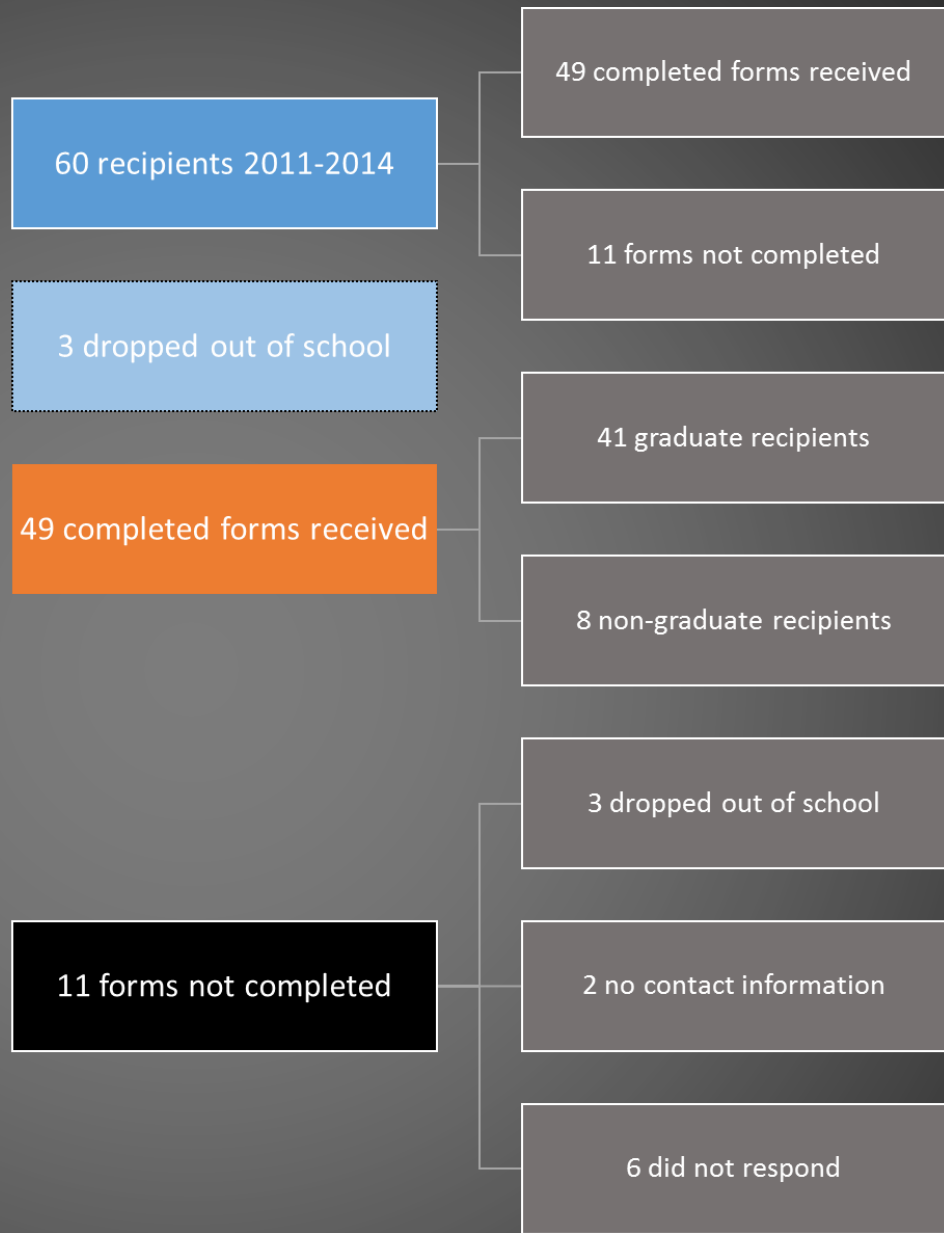 60 recipients 2011-2014
49 completed forms received
11 forms not completed
3 dropped out of school
49 completed forms received
41 graduate recipients
8 non-graduate recipients
11 forms not completed
3 dropped out of school
2 no contact information
6 did not respond